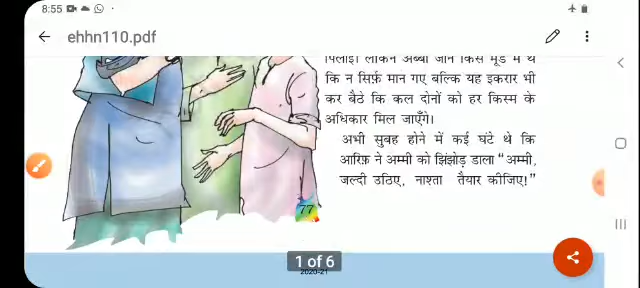 8:55
ehhn110.pdf
पिलाई। लेकिन अब्बा जाने किस मूड में थे
कि न सिर्फ़ मान गए बल्कि यह इकरार भी
कर बैठे कि कल दोनों को हर किस्म के
अधिकार मिल जाएँगे।
अभी सुबह होने में कई घंटे थे कि
आरिफ़ ने अम्मी को झिंझोड़ डाला “अम्मी,
जल्दी उठिए, नाश्ता तैयार कीजिए!”
77
1 of 6
2020-21